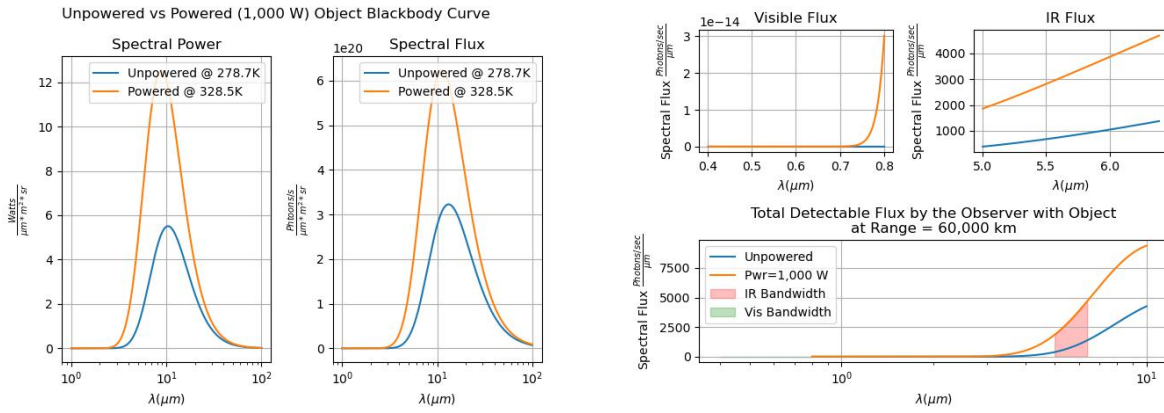 Unpowered vs Powered (1,000 W) Object Blackbody Curve
Spectral Power
12
10
8
6
4
2
0
Watts
μm* m²* sr
Unpowered @ 278.7K
Powered @ 328.5K
10⁰
10¹
10²
λ(μm)
1e20
Spectral Flux
6
5
4
3
2
1
0
Phtoons/s
μm* m²* sr
Unpowered @ 278.7K
Powered @ 328.5K
10⁰
10¹
10²
λ(μm)
1e−14
Visible Flux
Spectral Flux Photons/sec
μm
3
2
1
0
0.4
0.5
0.6
0.7
0.8
λ(μm)
IR Flux
Spectral Flux Photons/sec
μm
4000
3000
2000
1000
5.0
5.5
6.0
λ(μm)
Total Detectable Flux by the Observer with Object
at Range = 60,000 km
Spectral Flux Photons/sec
μm
7500
5000
2500
0
Unpowered
Pwr=1,000 W
IR Bandwidth
Vis Bandwidth
10⁰
10¹
λ(μm)